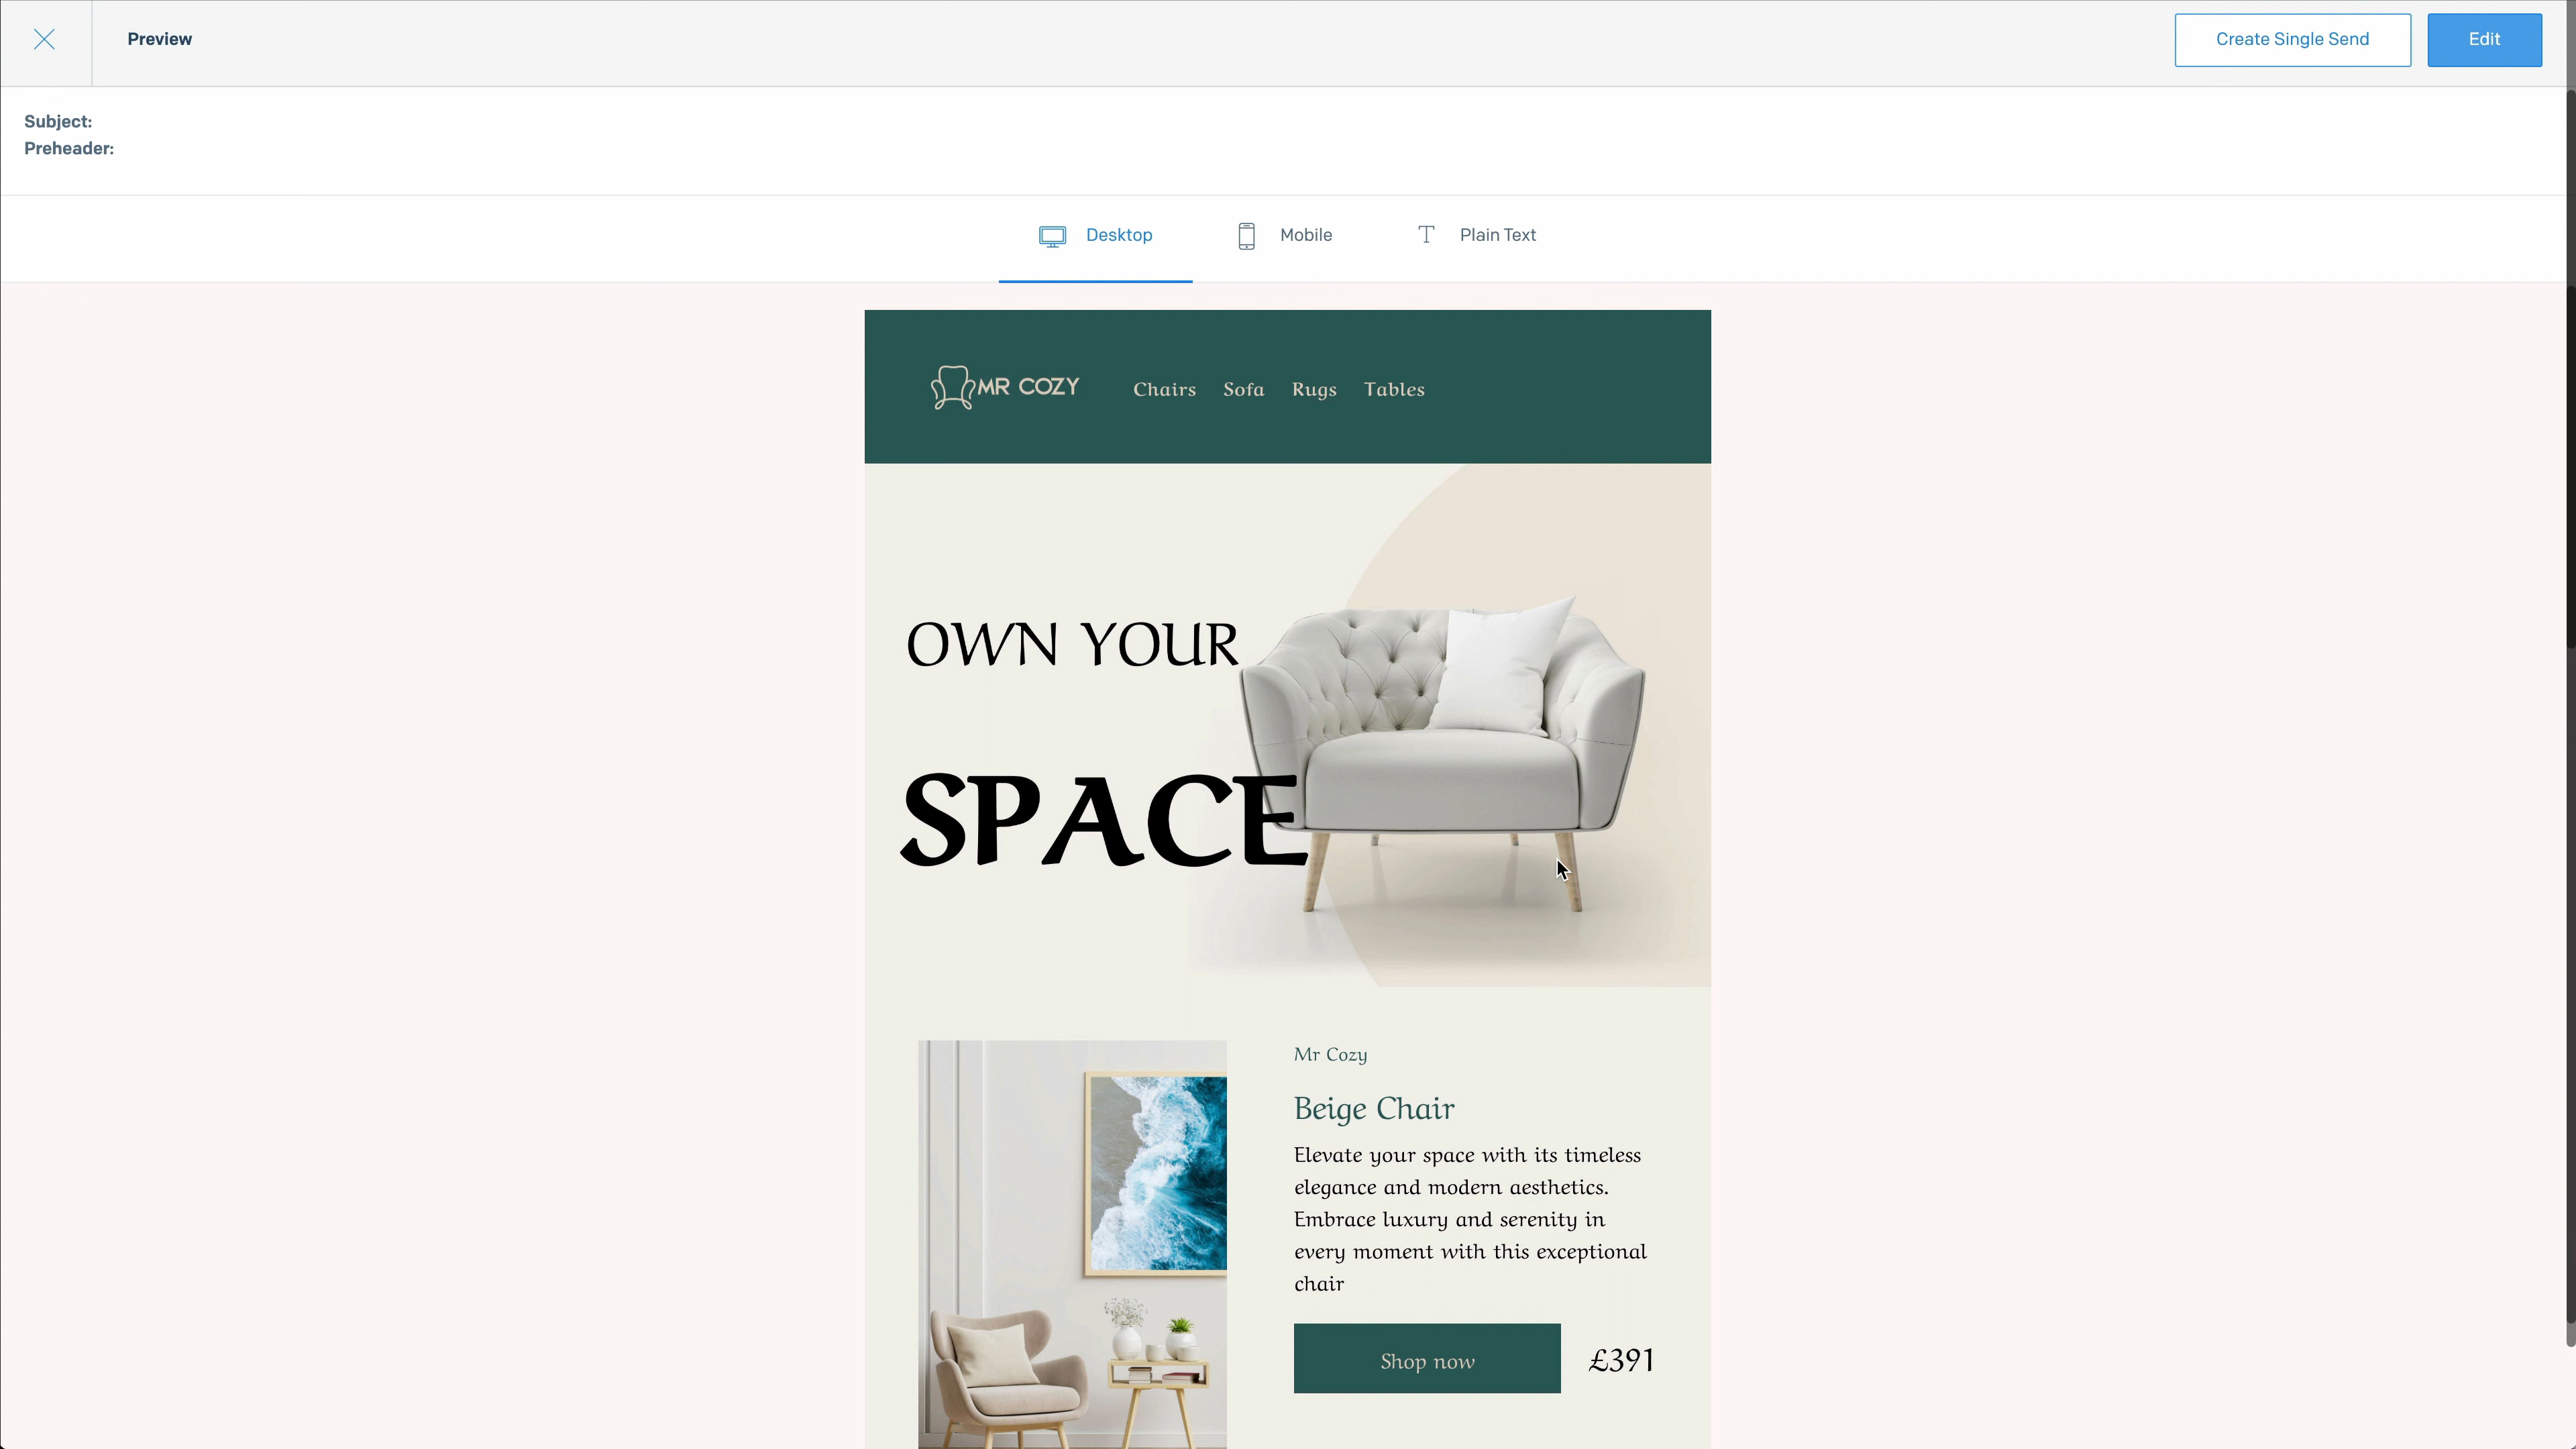 Preview
Create Single Send
Edit
Subject:
Preheader:
Desktop
Mobile
Plain Text
MR COZY
Chairs
Sofa
Rugs
Tables
OWN YOUR
SPACE
Mr Cozy
Beige Chair
Elevate your space with its timeless
elegance and modern aesthetics.
Embrace luxury and serenity in
every moment with this exceptional
chair
Shop now
£391